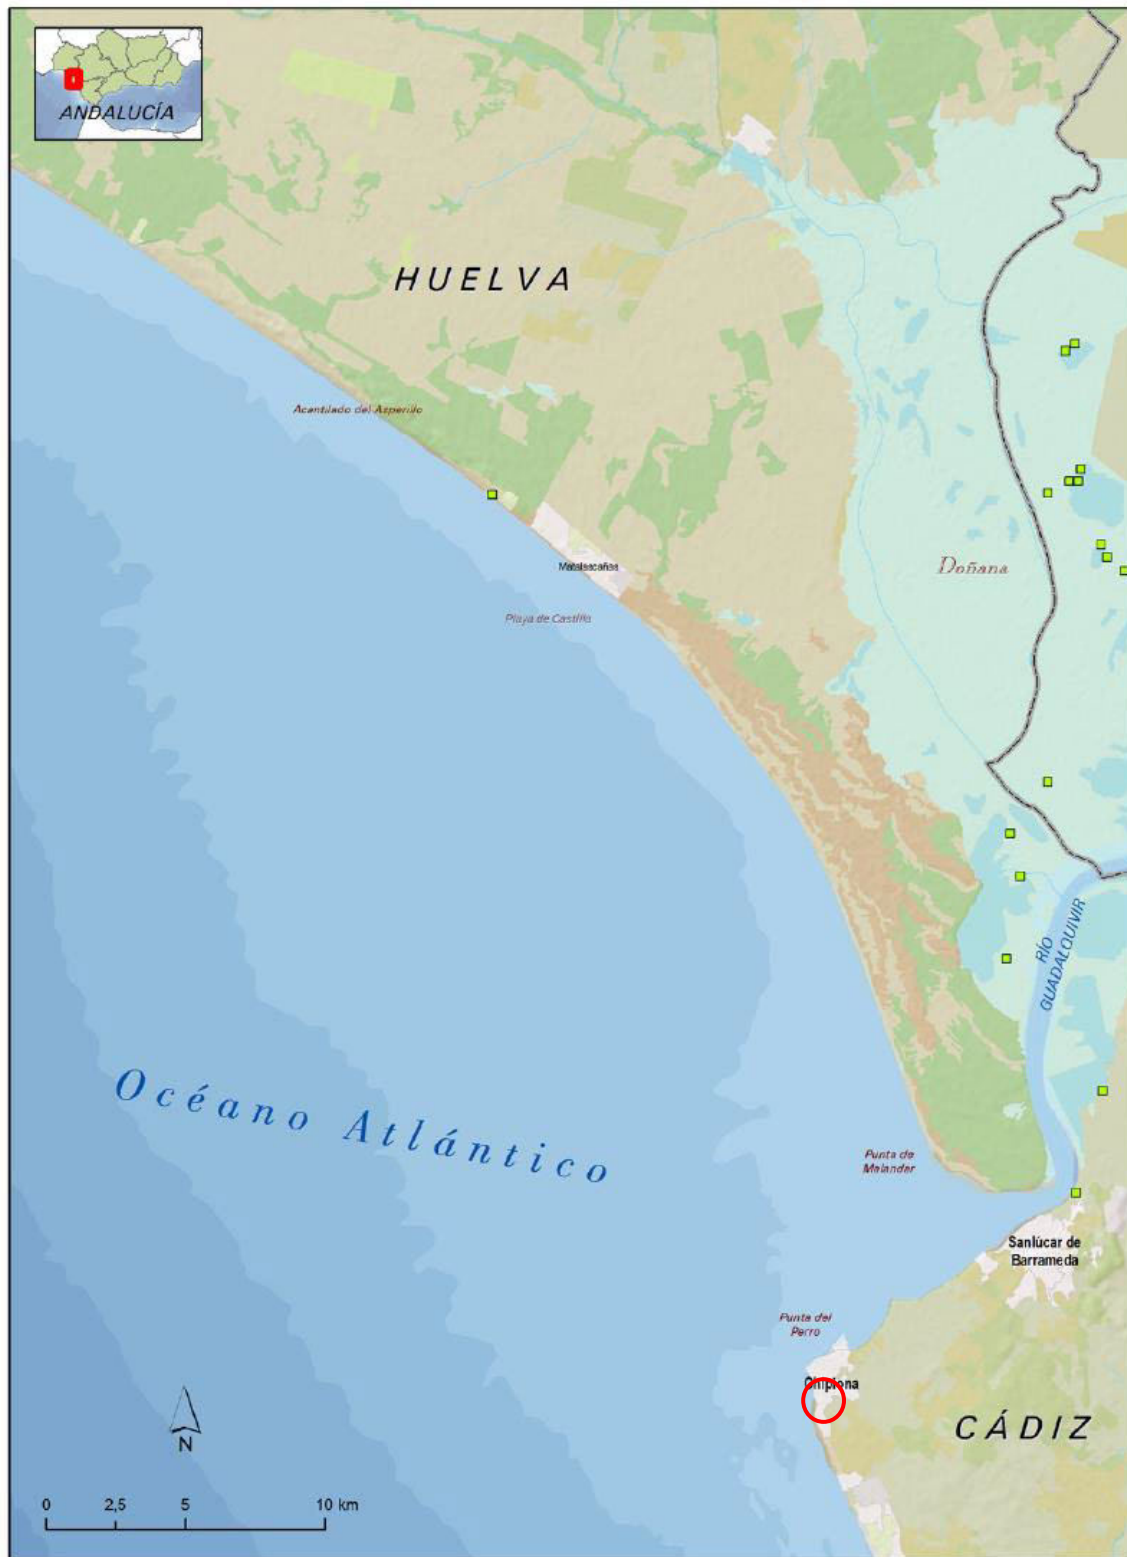 ANDALUCÍA
HUELVA
Acantilado del Asperillo
Matalascañas
Doñana
Playa de Castilla
RÍO
GUADALQUIVIR
Océano Atlántico
Punta de
Malandar
Sanlúcar de
Barrameda
Punta del
Perro
Chipiona
CÁDIZ
N
0 2,5 5 10 km